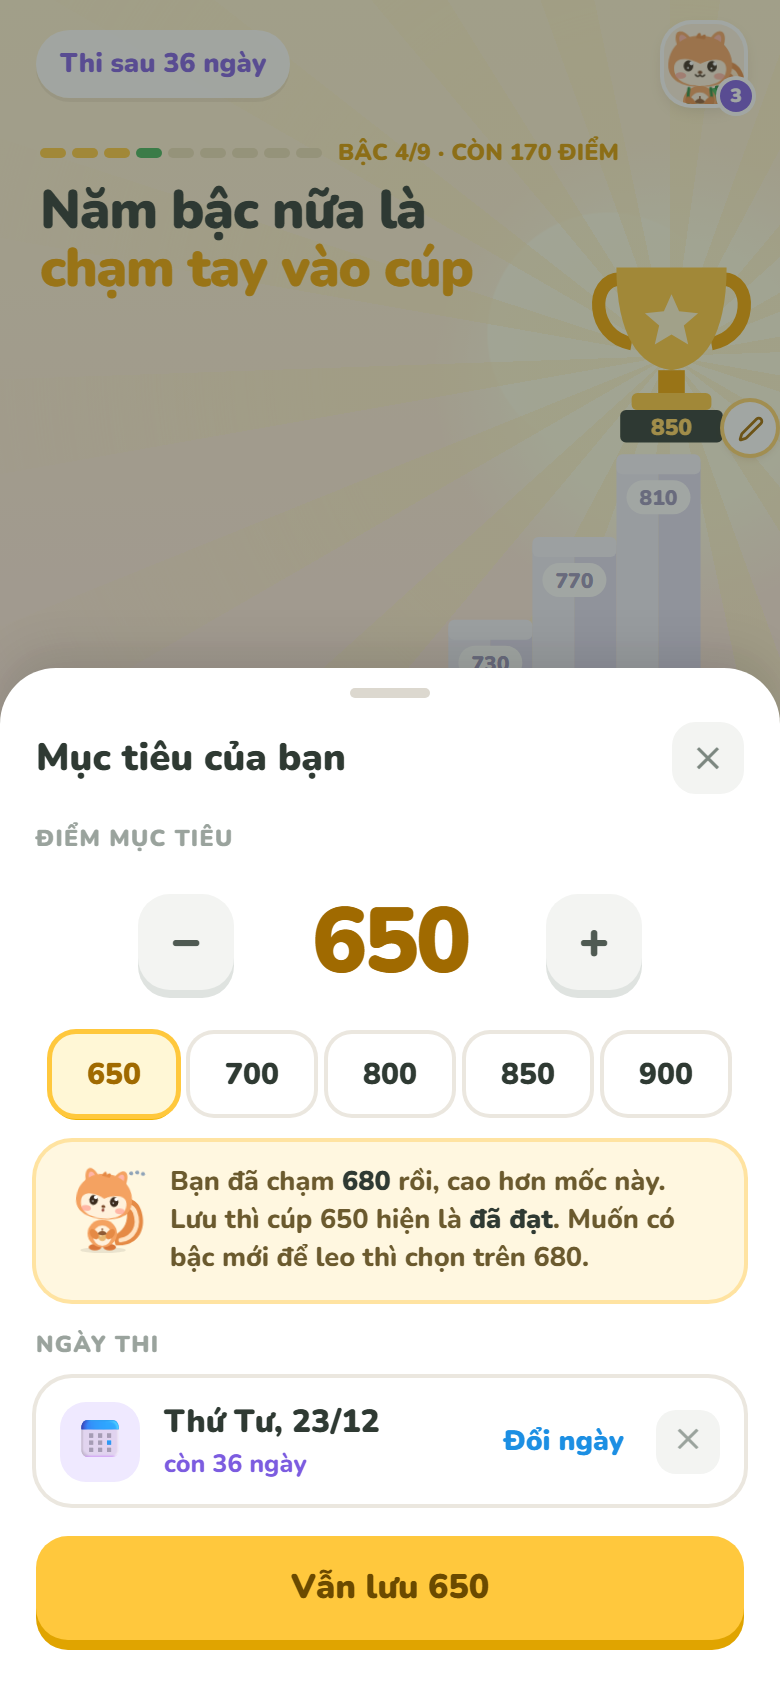 Thi sau 36 ngày
3
BẬC 4/9 · CÒN 170 ĐIỂM
Năm bậc nữa là
chạm tay vào cúp
850
810
770
730
Mục tiêu của bạn
ĐIỂM MỤC TIÊU
650
650 700 800 850 900
Bạn đã chạm 680 rồi, cao hơn mốc này.
Lưu thì cúp 650 hiện là đã đạt. Muốn có
bậc mới để leo thì chọn trên 680.
NGÀY THI
Thứ Tư, 23/12
còn 36 ngày
Đổi ngày
Vẫn lưu 650